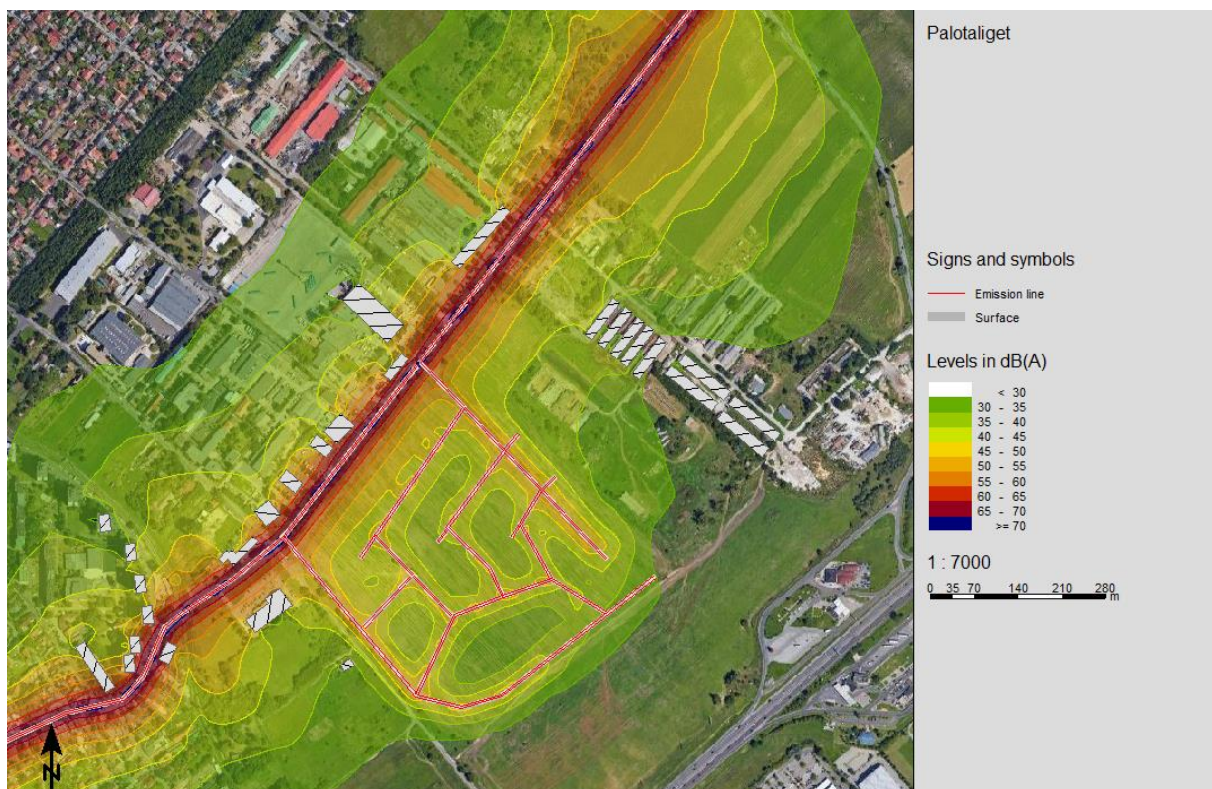 Palotaliget
Signs and symbols
Emission line
Surface
Levels in dB(A)
< 30
30 - 35
35 - 40
40 - 45
45 - 50
50 - 55
55 - 60
60 - 65
65 - 70
>= 70
1 : 7000
0 35 70 140 210 280
m
N